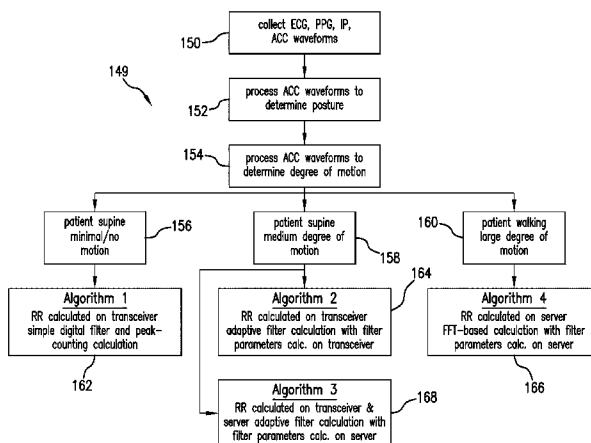 collect ECG, PPG, IP,
ACC waveforms
150
149
process ACC waveforms to
determine posture
152
process ACC waveforms to
determine degree of motion
154
patient supine
minimal/no
motion
156
patient supine
medium degree of
motion
158
patient walking
large degree of
motion
160
Algorithm 1
RR calculated on transceiver
simple digital filter and peak-
counting calculation
162
Algorithm 2
RR calculated on transceiver
adaptive filter calculation with filter
parameters calc. on transceiver
164
Algorithm 4
RR calculated on server
FFT-based calculation with filter
parameters calc. on server
166
Algorithm 3
RR calculated on transceiver &
server adaptive filter calculation with
filter parameters calc. on server
168